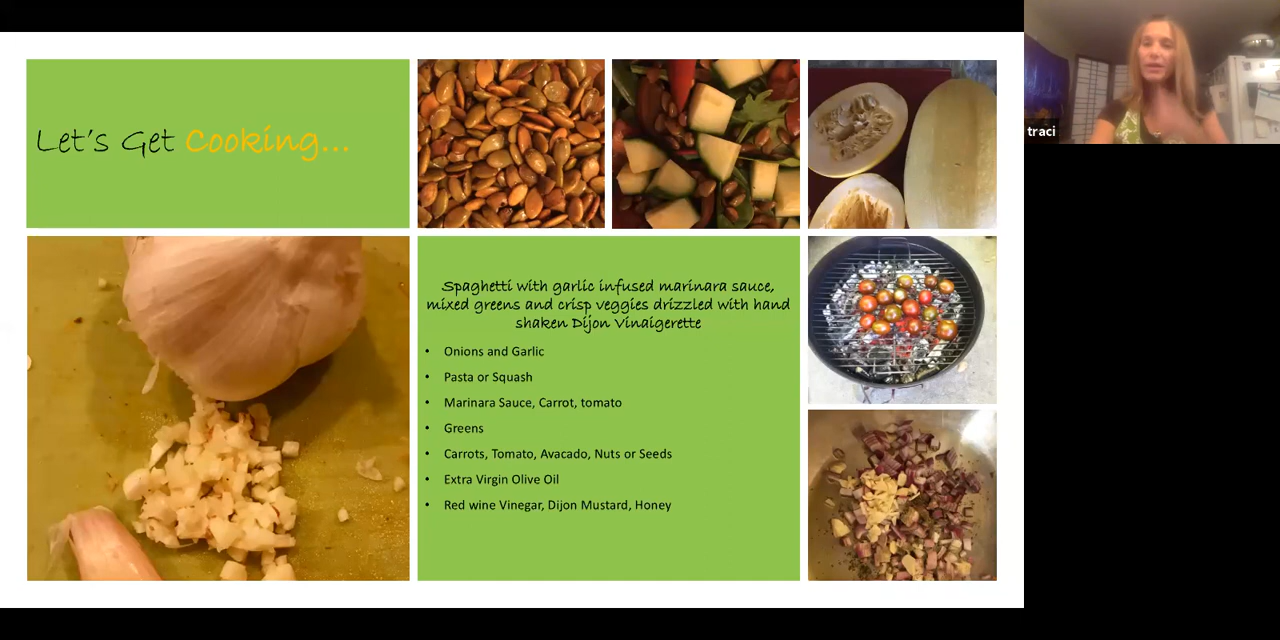 Let's Get Cooking...
traci
Spaghetti with garlic infused marinara sauce,
mixed greens and crisp veggies drizzled with hand
shaken Dijon Vinaigerette
• Onions and Garlic
• Pasta or Squash
• Marinara Sauce, Carrot, tomato
• Greens
• Carrots, Tomato, Avacado, Nuts or Seeds
• Extra Virgin Olive Oil
• Red wine Vinegar, Dijon Mustard, Honey